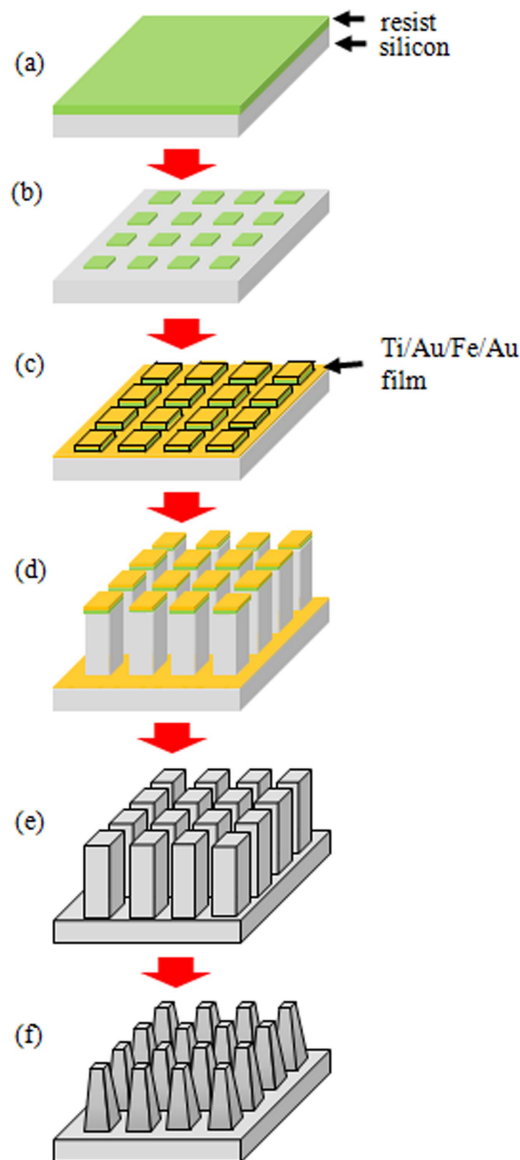 resist
silicon
(a)
(b)
(c)
Ti/Au/Fe/Au
film
(d)
(e)
(f)